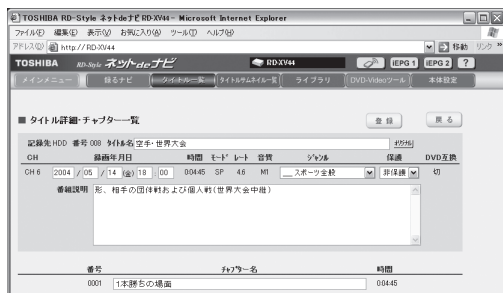 TOSHIBA RD-Style ネットdeナビ RD-XV44 - Microsoft Internet Explorer
ファイル(F) 編集(E) 表示(V) お気に入り(A) ツール(T) ヘルプ(H)
アドレス(D) http://RD-XV44 移動 リンク »
TOSHIBA RD-Style ネットdeナビ RD-XV44 iEPG 1 iEPG 2 ?
メインメニュー 録るナビ タイトル一覧 タイトルサムネイル一覧 ライブラリ DVD-Videoツール 本体設定
■ タイトル詳細・チャプター一覧 登録 戻る
記録先 HDD 番号 008 タイトル名 空手・世界大会 オリジナル
CH 録画年月日 時間 モード レート 音質 ジャンル 保護 DVD互換
CH 6 2004 / 05 / 14 (金) 18 : 00 00:44:5 SP 4.6 M1 __スポーツ全般 非保護 切
番組説明 形、相手の団体戦および個人戦(世界大会中継)
番号 チャプター名 時間
0001 1本勝ちの場面 0:04:45